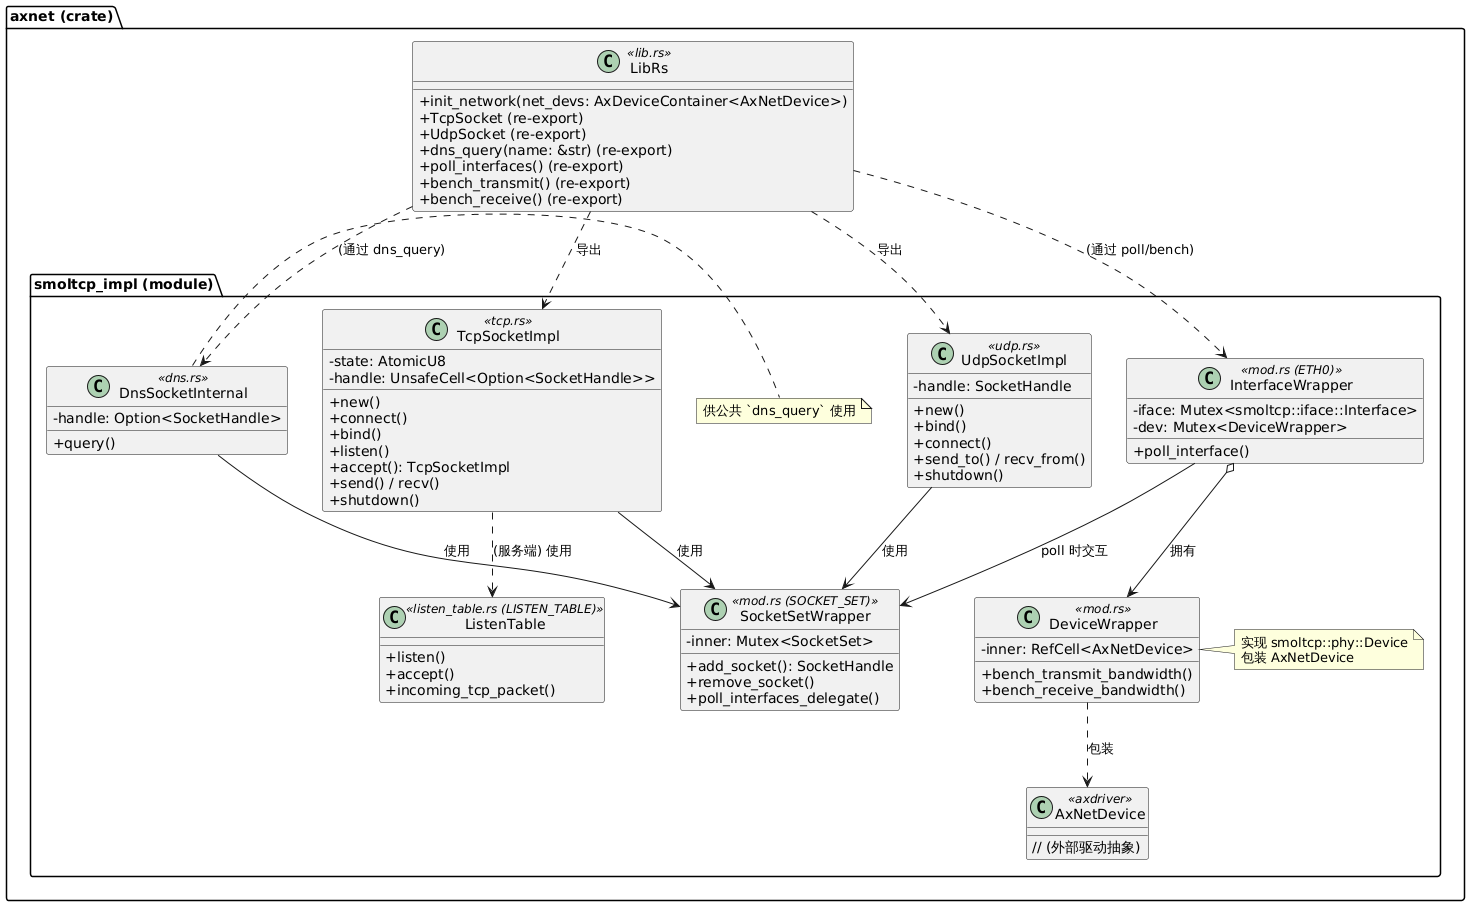 axnet (crate)
«lib.rs»
C LibRs
+init_network(net_devs: AxDeviceContainer<AxNetDevice>)
+TcpSocket (re-export)
+UdpSocket (re-export)
+dns_query(name: &str) (re-export)
+poll_interfaces() (re-export)
+bench_transmit() (re-export)
+bench_receive() (re-export)
(通过 dns_query)
导出
导出
(通过 poll/bench)
smoltcp_impl (module)
«dns.rs»
C DnsSocketInternal
-handle: Option<SocketHandle>
+query()
«tcp.rs»
C TcpSocketImpl
-state: AtomicU8
-handle: UnsafeCell<Option<SocketHandle>>
+new()
+connect()
+bind()
+listen()
+accept(): TcpSocketImpl
+send() / recv()
+shutdown()
供公共 `dns_query` 使用
«udp.rs»
C UdpSocketImpl
-handle: SocketHandle
+new()
+bind()
+connect()
+send_to() / recv_from()
+shutdown()
«mod.rs (ETH0)»
C InterfaceWrapper
-iface: Mutex<smoltcp::iface::Interface>
-dev: Mutex<DeviceWrapper>
+poll_interface()
使用
(服务端) 使用
使用
使用
poll 时交互
拥有
«listen_table.rs (LISTEN_TABLE)»
C ListenTable
+listen()
+accept()
+incoming_tcp_packet()
«mod.rs (SOCKET_SET)»
C SocketSetWrapper
-inner: Mutex<SocketSet>
+add_socket(): SocketHandle
+remove_socket()
+poll_interfaces_delegate()
«mod.rs»
C DeviceWrapper
-inner: RefCell<AxNetDevice>
+bench_transmit_bandwidth()
+bench_receive_bandwidth()
实现 smoltcp::phy::Device
包装 AxNetDevice
包装
«axdriver»
C AxNetDevice
// (外部驱动抽象)